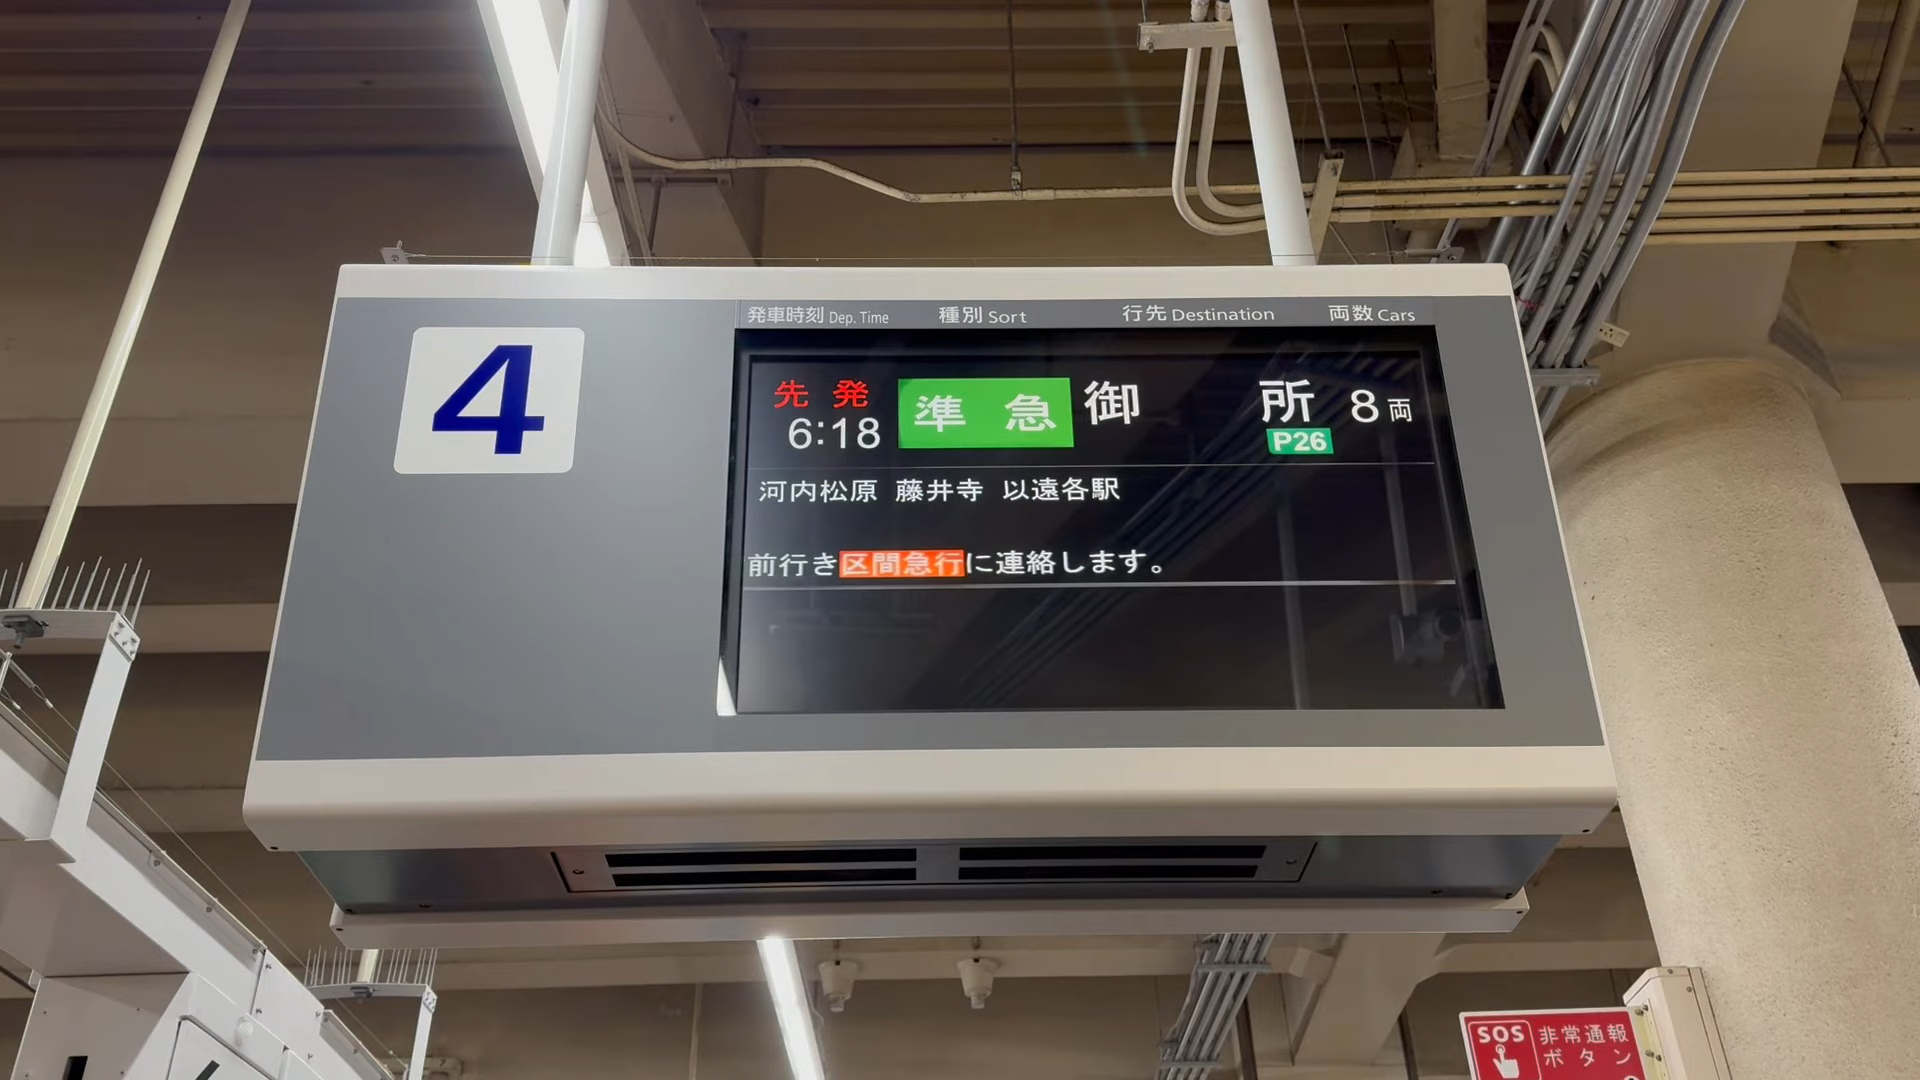 4
発車時刻 Dep. Time 種別 Sort 行先 Destination 両数 Cars
先発 6:18 準急 御所 P26 8両
河内松原 藤井寺 以遠各駅
前行き区間急行に連絡します。
SOS 非常通報
ボタン